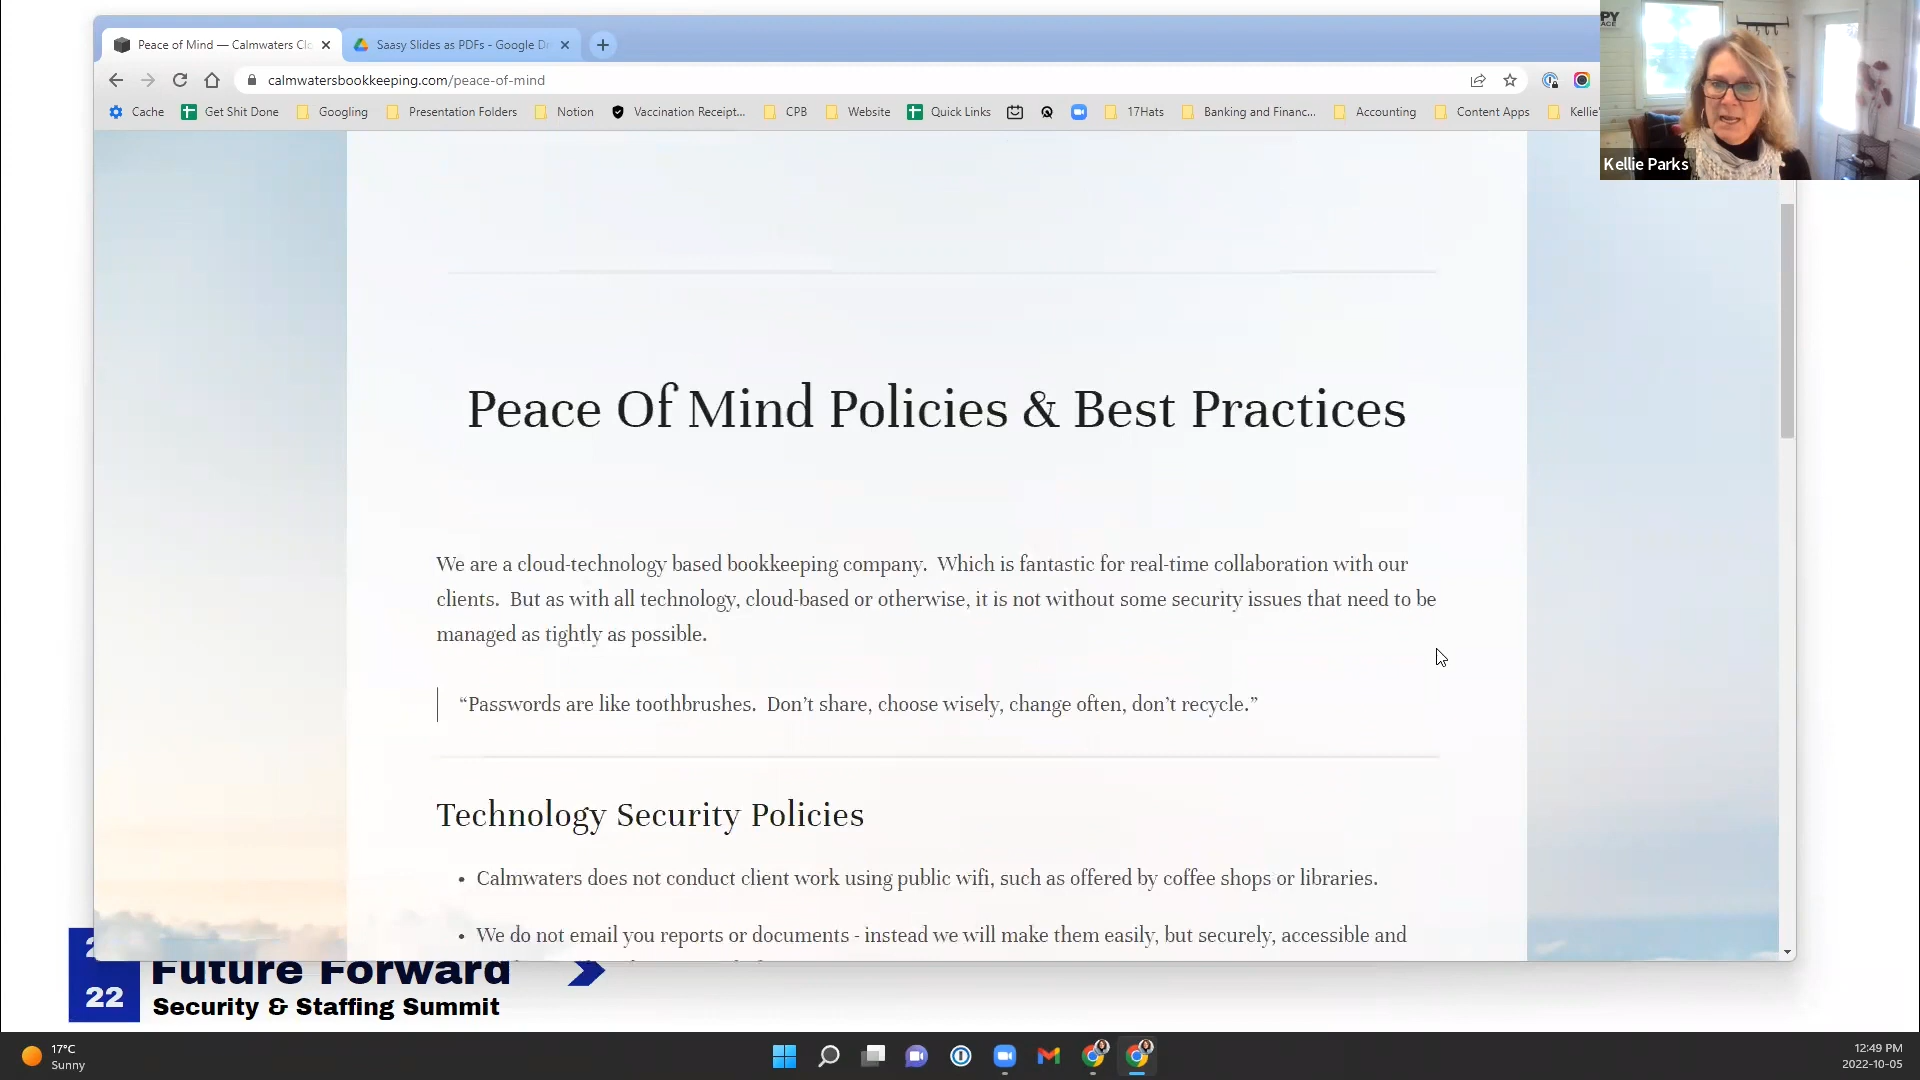 Peace of Mind — Calmwaters Clo
Saasy Slides as PDFs - Google Dr
calmwatersbookkeeping.com/peace-of-mind
Cache Get Shit Done Googling Presentation Folders Notion Vaccination Receipt... CPB Website Quick Links 17Hats Banking and Financ... Accounting Content Apps Kellie'
PY
Kellie Parks
Peace Of Mind Policies & Best Practices
We are a cloud-technology based bookkeeping company. Which is fantastic for real-time collaboration with our
clients. But as with all technology, cloud-based or otherwise, it is not without some security issues that need to be
managed as tightly as possible.
“Passwords are like toothbrushes. Don’t share, choose wisely, change often, don’t recycle.”
Technology Security Policies
• Calmwaters does not conduct client work using public wifi, such as offered by coffee shops or libraries.
• We do not email you reports or documents - instead we will make them easily, but securely, accessible and
22
Future Forward
Security & Staffing Summit
17°C
Sunny
12:49 PM
2022-10-05